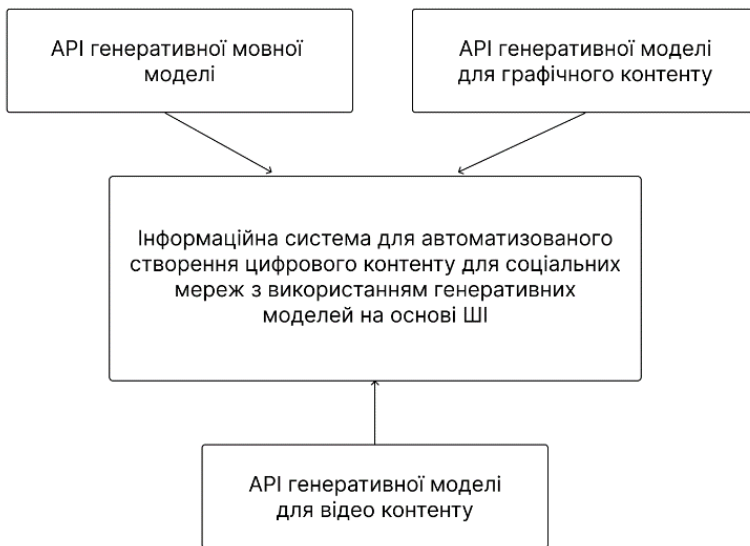 API генеративної мовної
моделі
API генеративної моделі
для графічного контенту
Інформаційна система для автоматизованого
створення цифрового контенту для соціальних
мереж з використанням генеративних
моделей на основі ШІ
API генеративної моделі
для відео контенту